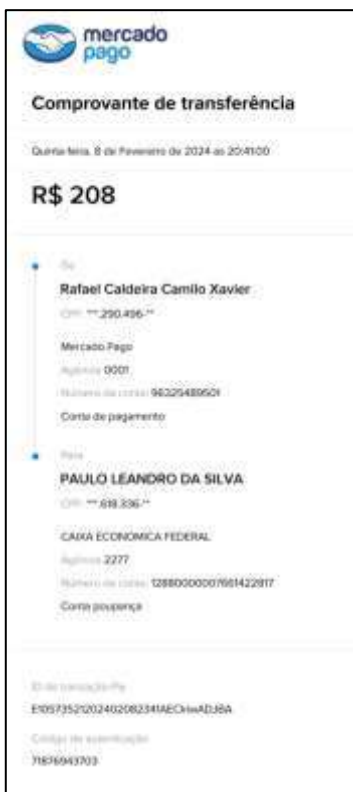 mercado
pago
Comprovante de transferência
Quinta-feira, 8 de Fevereiro de 2024 às 20:41:00
R$ 208
De
Rafael Caldeira Camilo Xavier
CPF: ***.290.496-**
Mercado Pago
Agência: 0001
Número da conta: 96325489501
Conta de pagamento
Para
PAULO LEANDRO DA SILVA
CPF: ***.618.336-**
CAIXA ECONOMICA FEDERAL
Agência: 2277
Número da conta:
Conta poupança
ID de transação Pix
Código de autenticação
71876943703